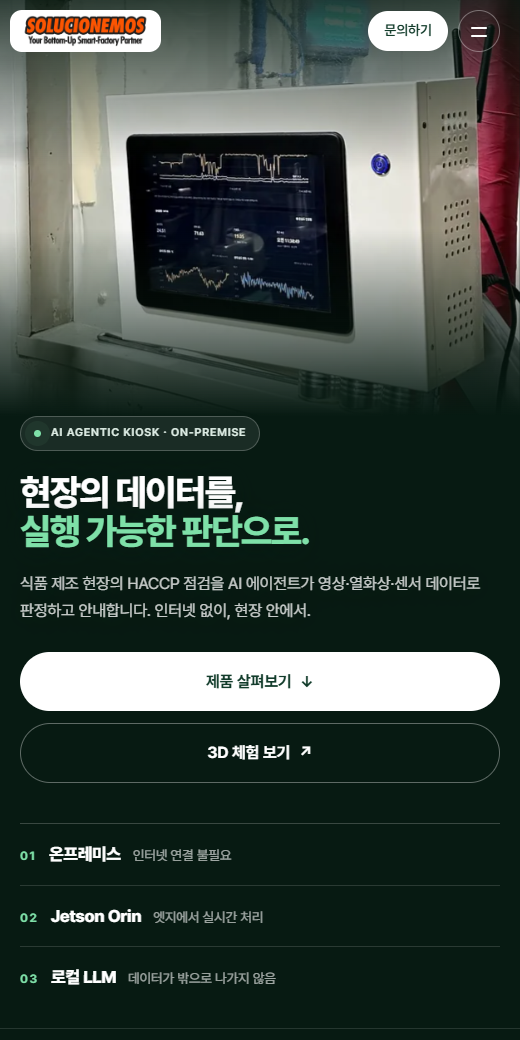 SOLUCIONEMOS
Your Bottom-Up Smart-Factory Partner
문의하기
AI AGENTIC KIOSK · ON-PREMISE
현장의 데이터를,
실행 가능한 판단으로.
식품 제조 현장의 HACCP 점검을 AI 에이전트가 영상·열화상·센서 데이터로
판정하고 안내합니다. 인터넷 없이, 현장 안에서.
제품 살펴보기 ↓
3D 체험 보기 ↗
01 온프레미스 인터넷 연결 불필요
02 Jetson Orin 엣지에서 실시간 처리
03 로컬 LLM 데이터가 밖으로 나가지 않음